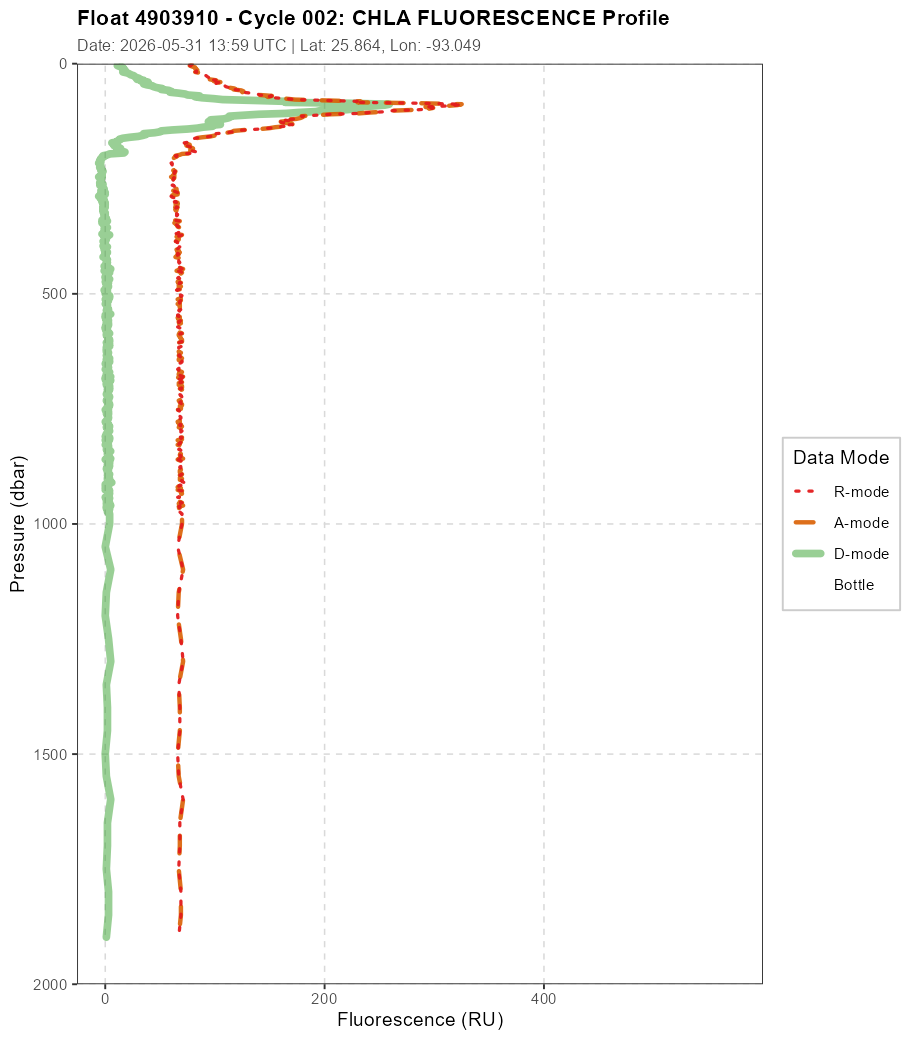 Float 4903910 - Cycle 002: CHLA FLUORESCENCE Profile
Date: 2026-05-31 13:59 UTC | Lat: 25.864, Lon: -93.049
0
500
1000
1500
2000
Pressure (dbar)
0 200 400
Fluorescence (RU)
Data Mode
R-mode
A-mode
D-mode
Bottle